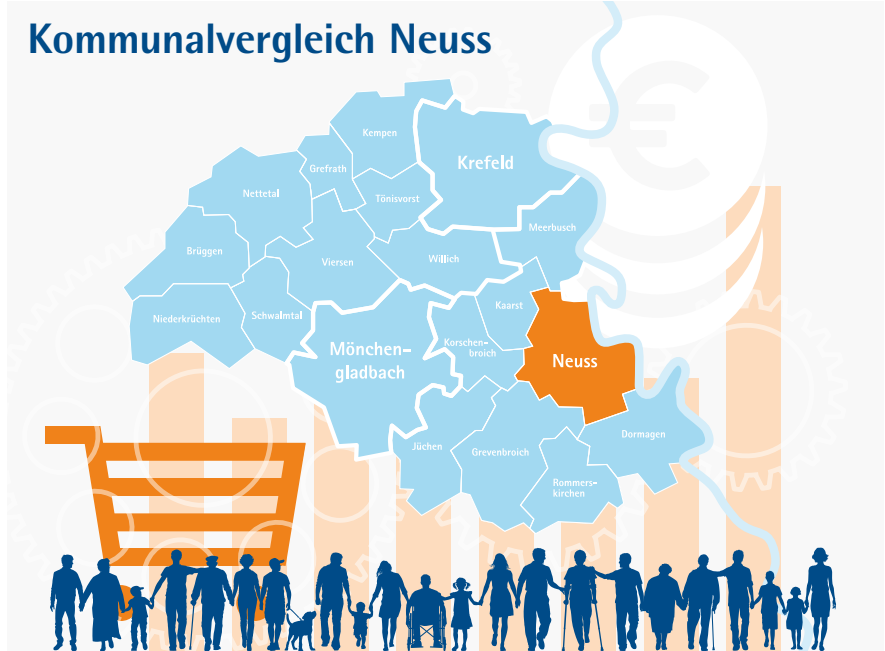 Kommunalvergleich Neuss
€
Kempen
Krefeld
Grefrath
Nettetal
Tönisvorst
Meerbusch
Brüggen
Viersen
Willich
Kaarst
Niederkrüchten
Schwalmtal
Mönchen-
gladbach
Korschen-
broich
Neuss
Dormagen
Jüchen
Grevenbroich
Rommers-
kirchen